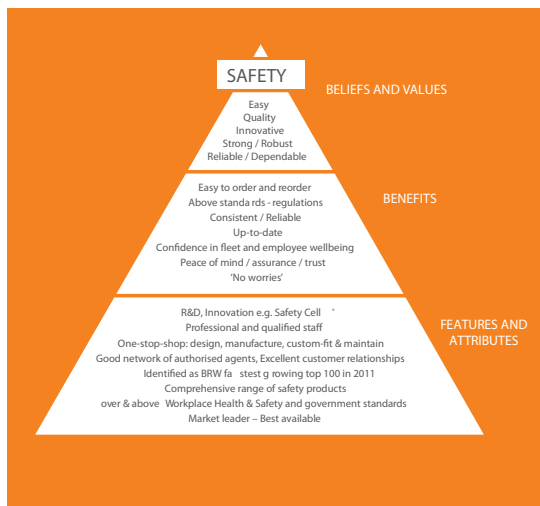 SAFETY
BELIEFS AND VALUES
Easy
Quality
Innovative
Strong / Robust
Reliable / Dependable
Easy to order and reorder
Above standa rds - regulations
BENEFITS
Consistent / Reliable
Up-to-date
Confidence in fleet and employee wellbeing
Peace of mind / assurance / trust
‘No worries’
R&D, Innovation e.g. Safety Cell
Professional and qualified staff
FEATURES AND
ATTRIBUTES
One-stop-shop: design, manufacture, custom-fit & maintain
Good network of authorised agents, Excellent customer relationships
Identified as BRW fa stest g rowing top 100 in 2011
Comprehensive range of safety products
over & above Workplace Health & Safety and government standards
Market leader – Best available